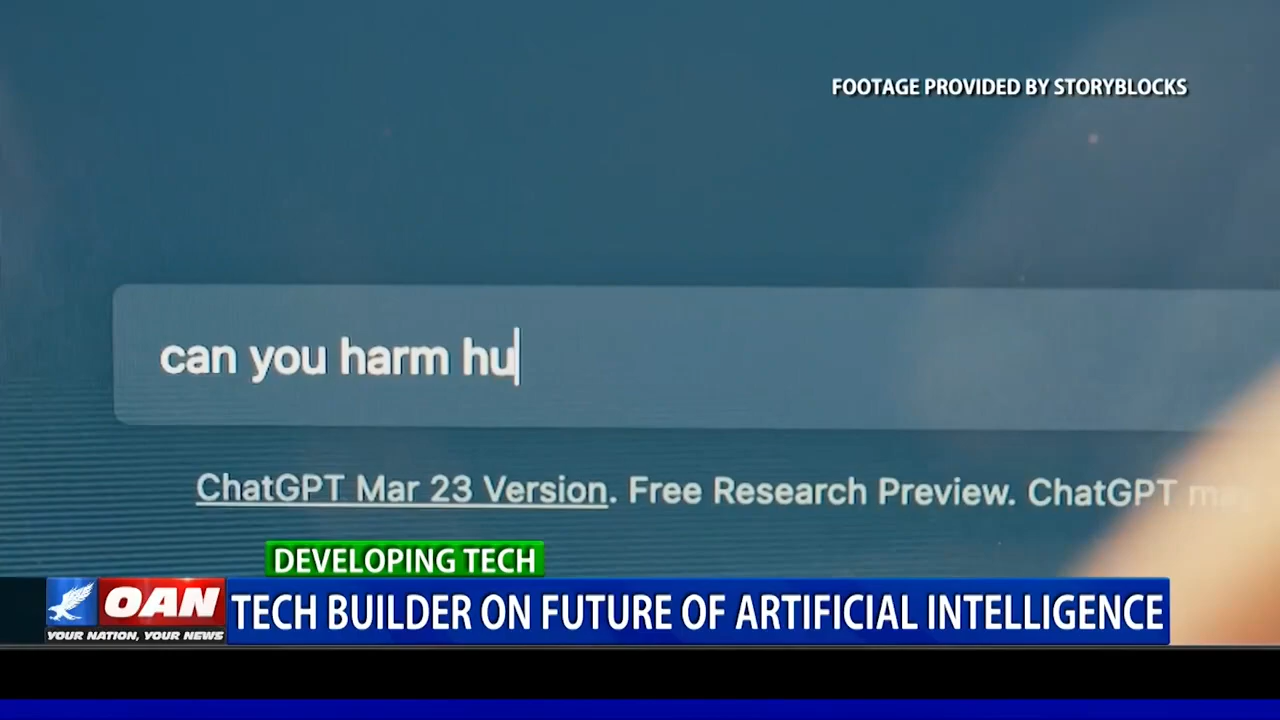 FOOTAGE PROVIDED BY STORYBLOCKS
can you harm hu
ChatGPT Mar 23 Version. Free Research Preview. ChatGPT
DEVELOPING TECH
OAN
YOUR NATION, YOUR NEWS
TECH BUILDER ON FUTURE OF ARTIFICIAL INTELLIGENCE